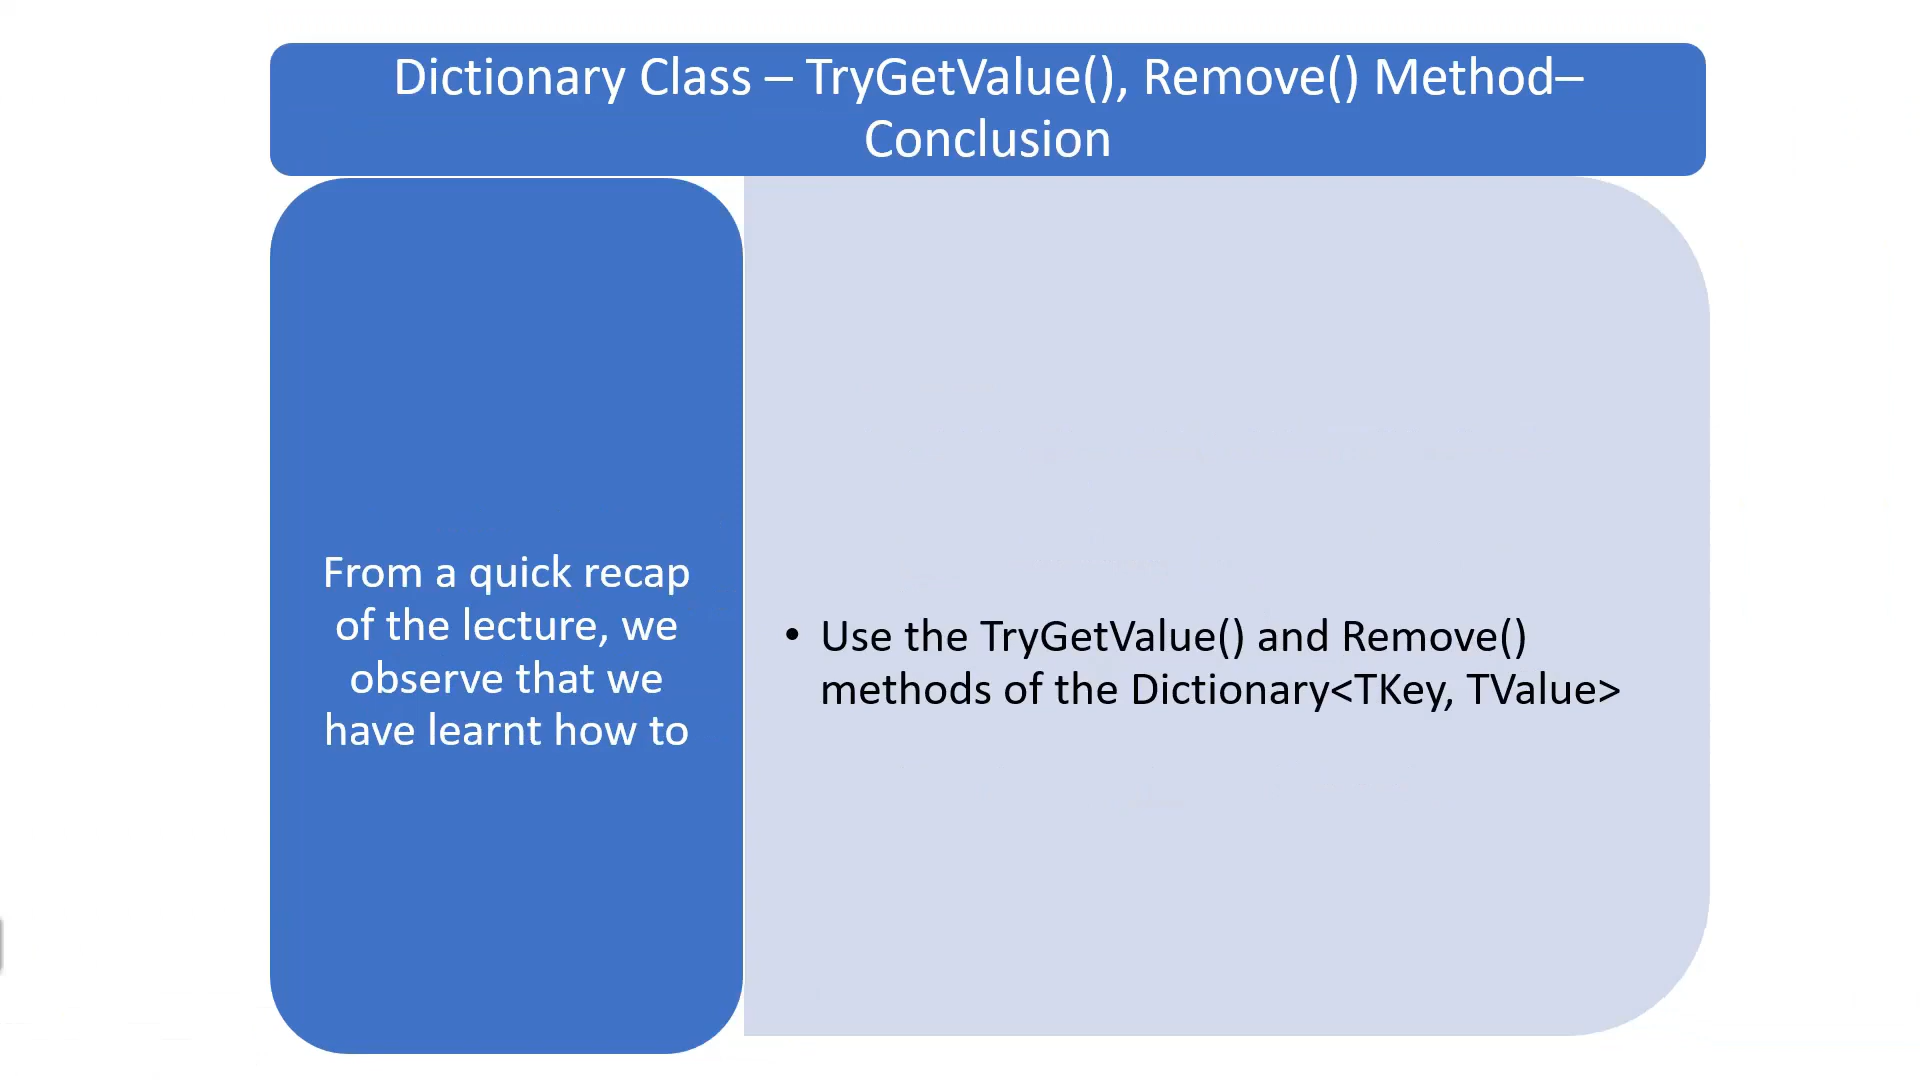 Dictionary Class – TryGetValue(), Remove() Method–
Conclusion
From a quick recap
of the lecture, we
observe that we
have learnt how to
• Use the TryGetValue() and Remove()
methods of the Dictionary<TKey, TValue>